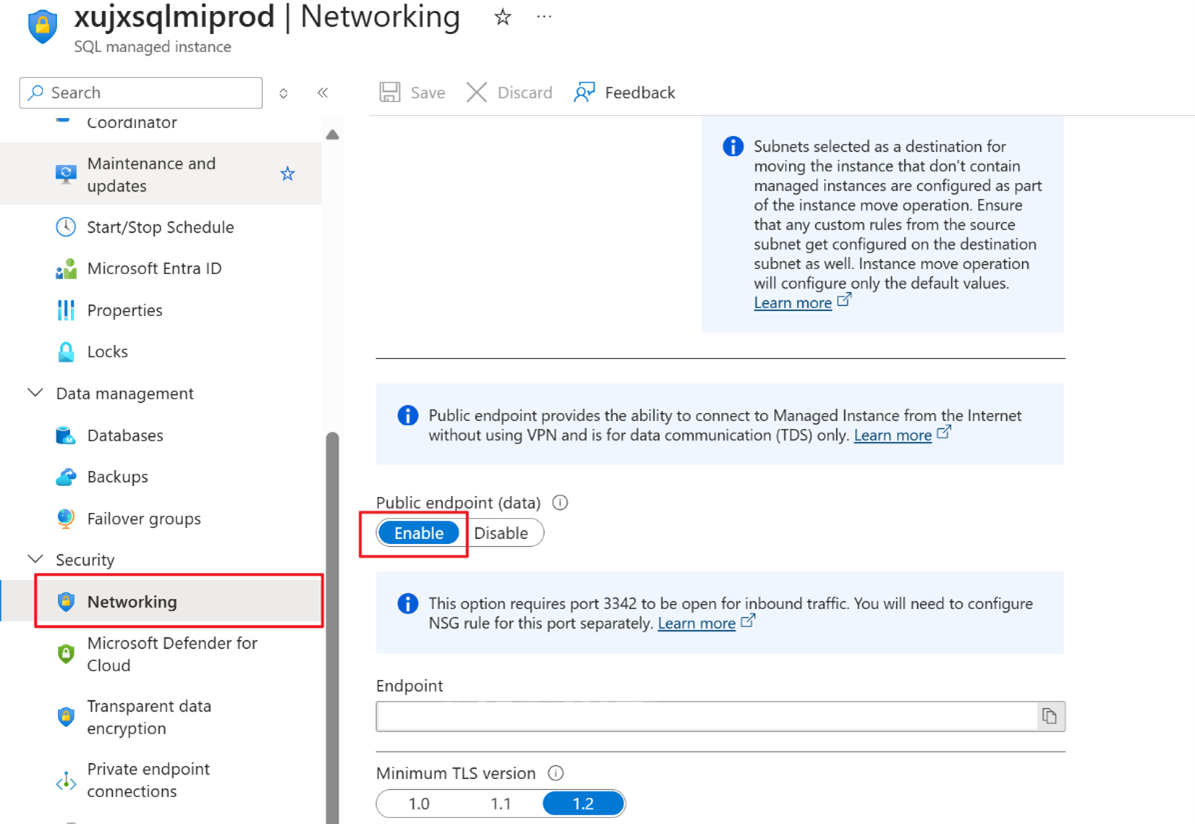 xujxsqlmiprod | Networking
SQL managed instance
Search
Save
Discard
Feedback
Coordinator
Maintenance and
updates
Start/Stop Schedule
Microsoft Entra ID
Properties
Locks
Data management
Databases
Backups
Failover groups
Security
Networking
Microsoft Defender for
Cloud
Transparent data
encryption
Private endpoint
connections
Subnets selected as a destination for
moving the instance that don't contain
managed instances are configured as part
of the instance move operation. Ensure
that any custom rules from the source
subnet get configured on the destination
subnet as well. Instance move operation
will configure only the default values.
Learn more
Public endpoint provides the ability to connect to Managed Instance from the Internet
without using VPN and is for data communication (TDS) only. Learn more
Public endpoint (data)
Enable Disable
This option requires port 3342 to be open for inbound traffic. You will need to configure
NSG rule for this port separately. Learn more
Endpoint
Minimum TLS version
1.0 1.1 1.2